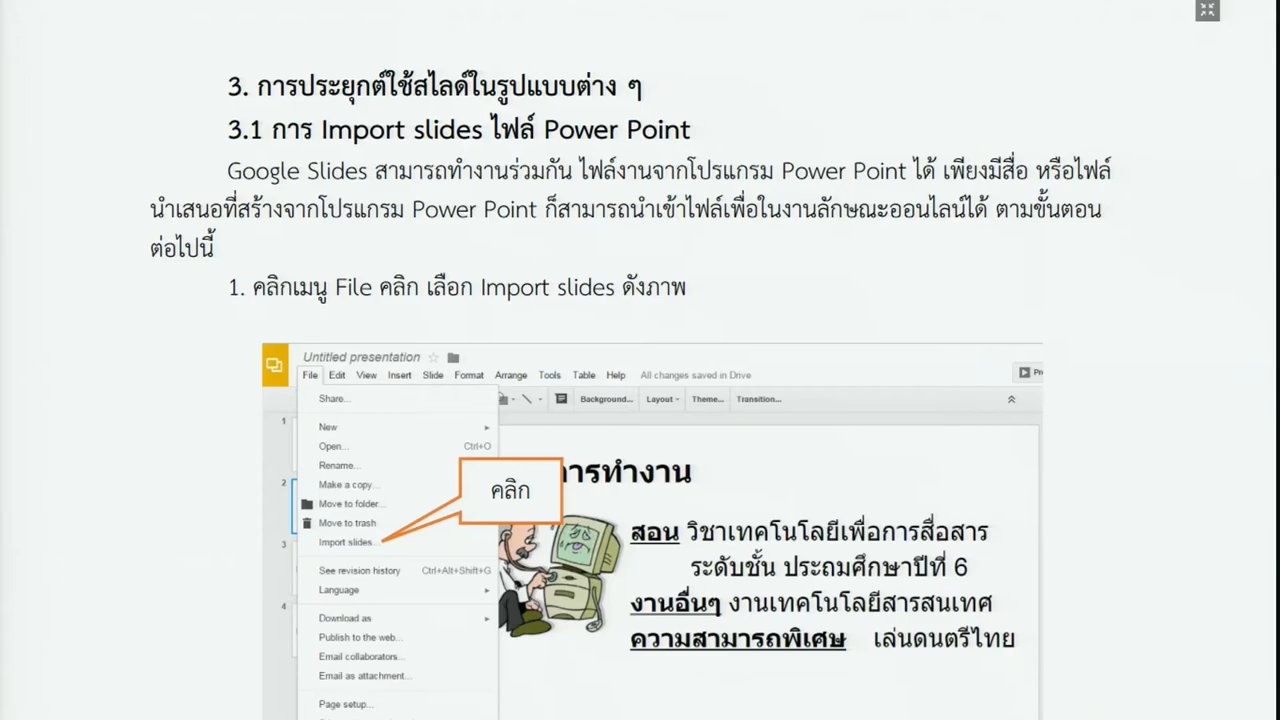 3. การประยุกต์ใช้สไลด์ในรูปแบบต่าง ๆ
3.1 การ Import slides ไฟล์ Power Point
Google Slides สามารถทำงานร่วมกัน ไฟล์งานจากโปรแกรม Power Point ได้ เพียงมีสื่อ หรือไฟล์
นำเสนอที่สร้างจากโปรแกรม Power Point ก็สามารถนำเข้าไฟล์เพื่อในงานลักษณะออนไลน์ได้ ตามขั้นตอน
ต่อไปนี้
1. คลิกเมนู File คลิก เลือก Import slides ดังภาพ
Untitled presentation
File Edit View Insert Slide Format Arrange Tools Table Help All changes saved in Drive
Share...
Background... Layout Theme... Transition...
1
New
Open... Ctrl+O
Rename...
Make a copy...
2
Move to folder...
Move to trash
Import slides...
3
See revision history Ctrl+Alt+Shift+G
Language
4
Download as
Publish to the web...
Email collaborators...
Email as attachment...
Page setup...
คลิก
การทำงาน
สอน วิชาเทคโนโลยีเพื่อการสื่อสาร
ระดับชั้น ประถมศึกษาปีที่ 6
งานอื่นๆ งานเทคโนโลยีสารสนเทศ
ความสามารถพิเศษ เล่นดนตรีไทย